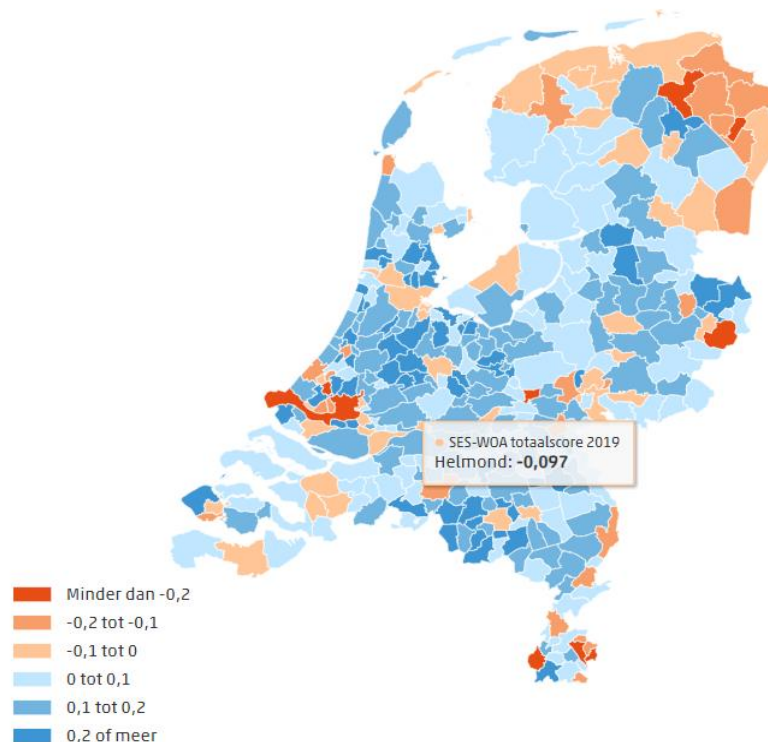 SES-WOA totaalscore 2019
Helmond: -0,097
Minder dan -0,2
-0,2 tot -0,1
-0,1 tot 0
0 tot 0,1
0,1 tot 0,2
0,2 of meer